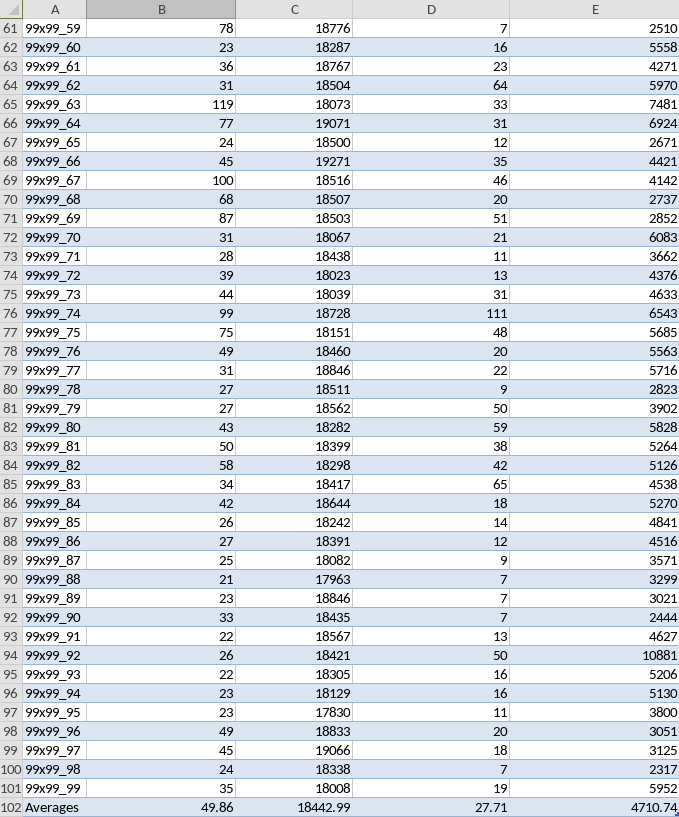 A B C D E
61 99x99_59 78 18776 7 2510
62 99x99_60 23 18287 16 5558
63 99x99_61 36 18767 23 4271
64 99x99_62 31 18504 64 5970
65 99x99_63 119 18073 33 7481
66 99x99_64 77 19071 31 6924
67 99x99_65 24 18500 12 2671
68 99x99_66 45 19271 35 4421
69 99x99_67 100 18516 46 4142
70 99x99_68 68 18507 20 2737
71 99x99_69 87 18503 51 2852
72 99x99_70 31 18067 21 6083
73 99x99_71 28 18438 11 3662
74 99x99_72 39 18023 13 4376
75 99x99_73 44 18039 31 4633
76 99x99_74 99 18728 111 6543
77 99x99_75 75 18151 48 5685
78 99x99_76 49 18460 20 5563
79 99x99_77 31 18846 22 5716
80 99x99_78 27 18511 9 2823
81 99x99_79 27 18562 50 3902
82 99x99_80 43 18282 59 5828
83 99x99_81 50 18399 38 5264
84 99x99_82 58 18298 42 5126
85 99x99_83 34 18417 65 4538
86 99x99_84 42 18644 18 5270
87 99x99_85 26 18242 14 4841
88 99x99_86 27 18391 12 4516
89 99x99_87 25 18082 9 3571
90 99x99_88 21 17963 7 3299
91 99x99_89 23 18846 7 3021
92 99x99_90 33 18435 7 2444
93 99x99_91 22 18567 13 4627
94 99x99_92 26 18421 50 10881
95 99x99_93 22 18305 16 5206
96 99x99_94 23 18129 16 5130
97 99x99_95 23 17830 11 3800
98 99x99_96 49 18833 20 3051
99 99x99_97 45 19066 18 3125
100 99x99_98 24 18338 7 2317
101 99x99_99 35 18008 19 5952
102 Averages 49.86 18442.99 27.71 4710.74